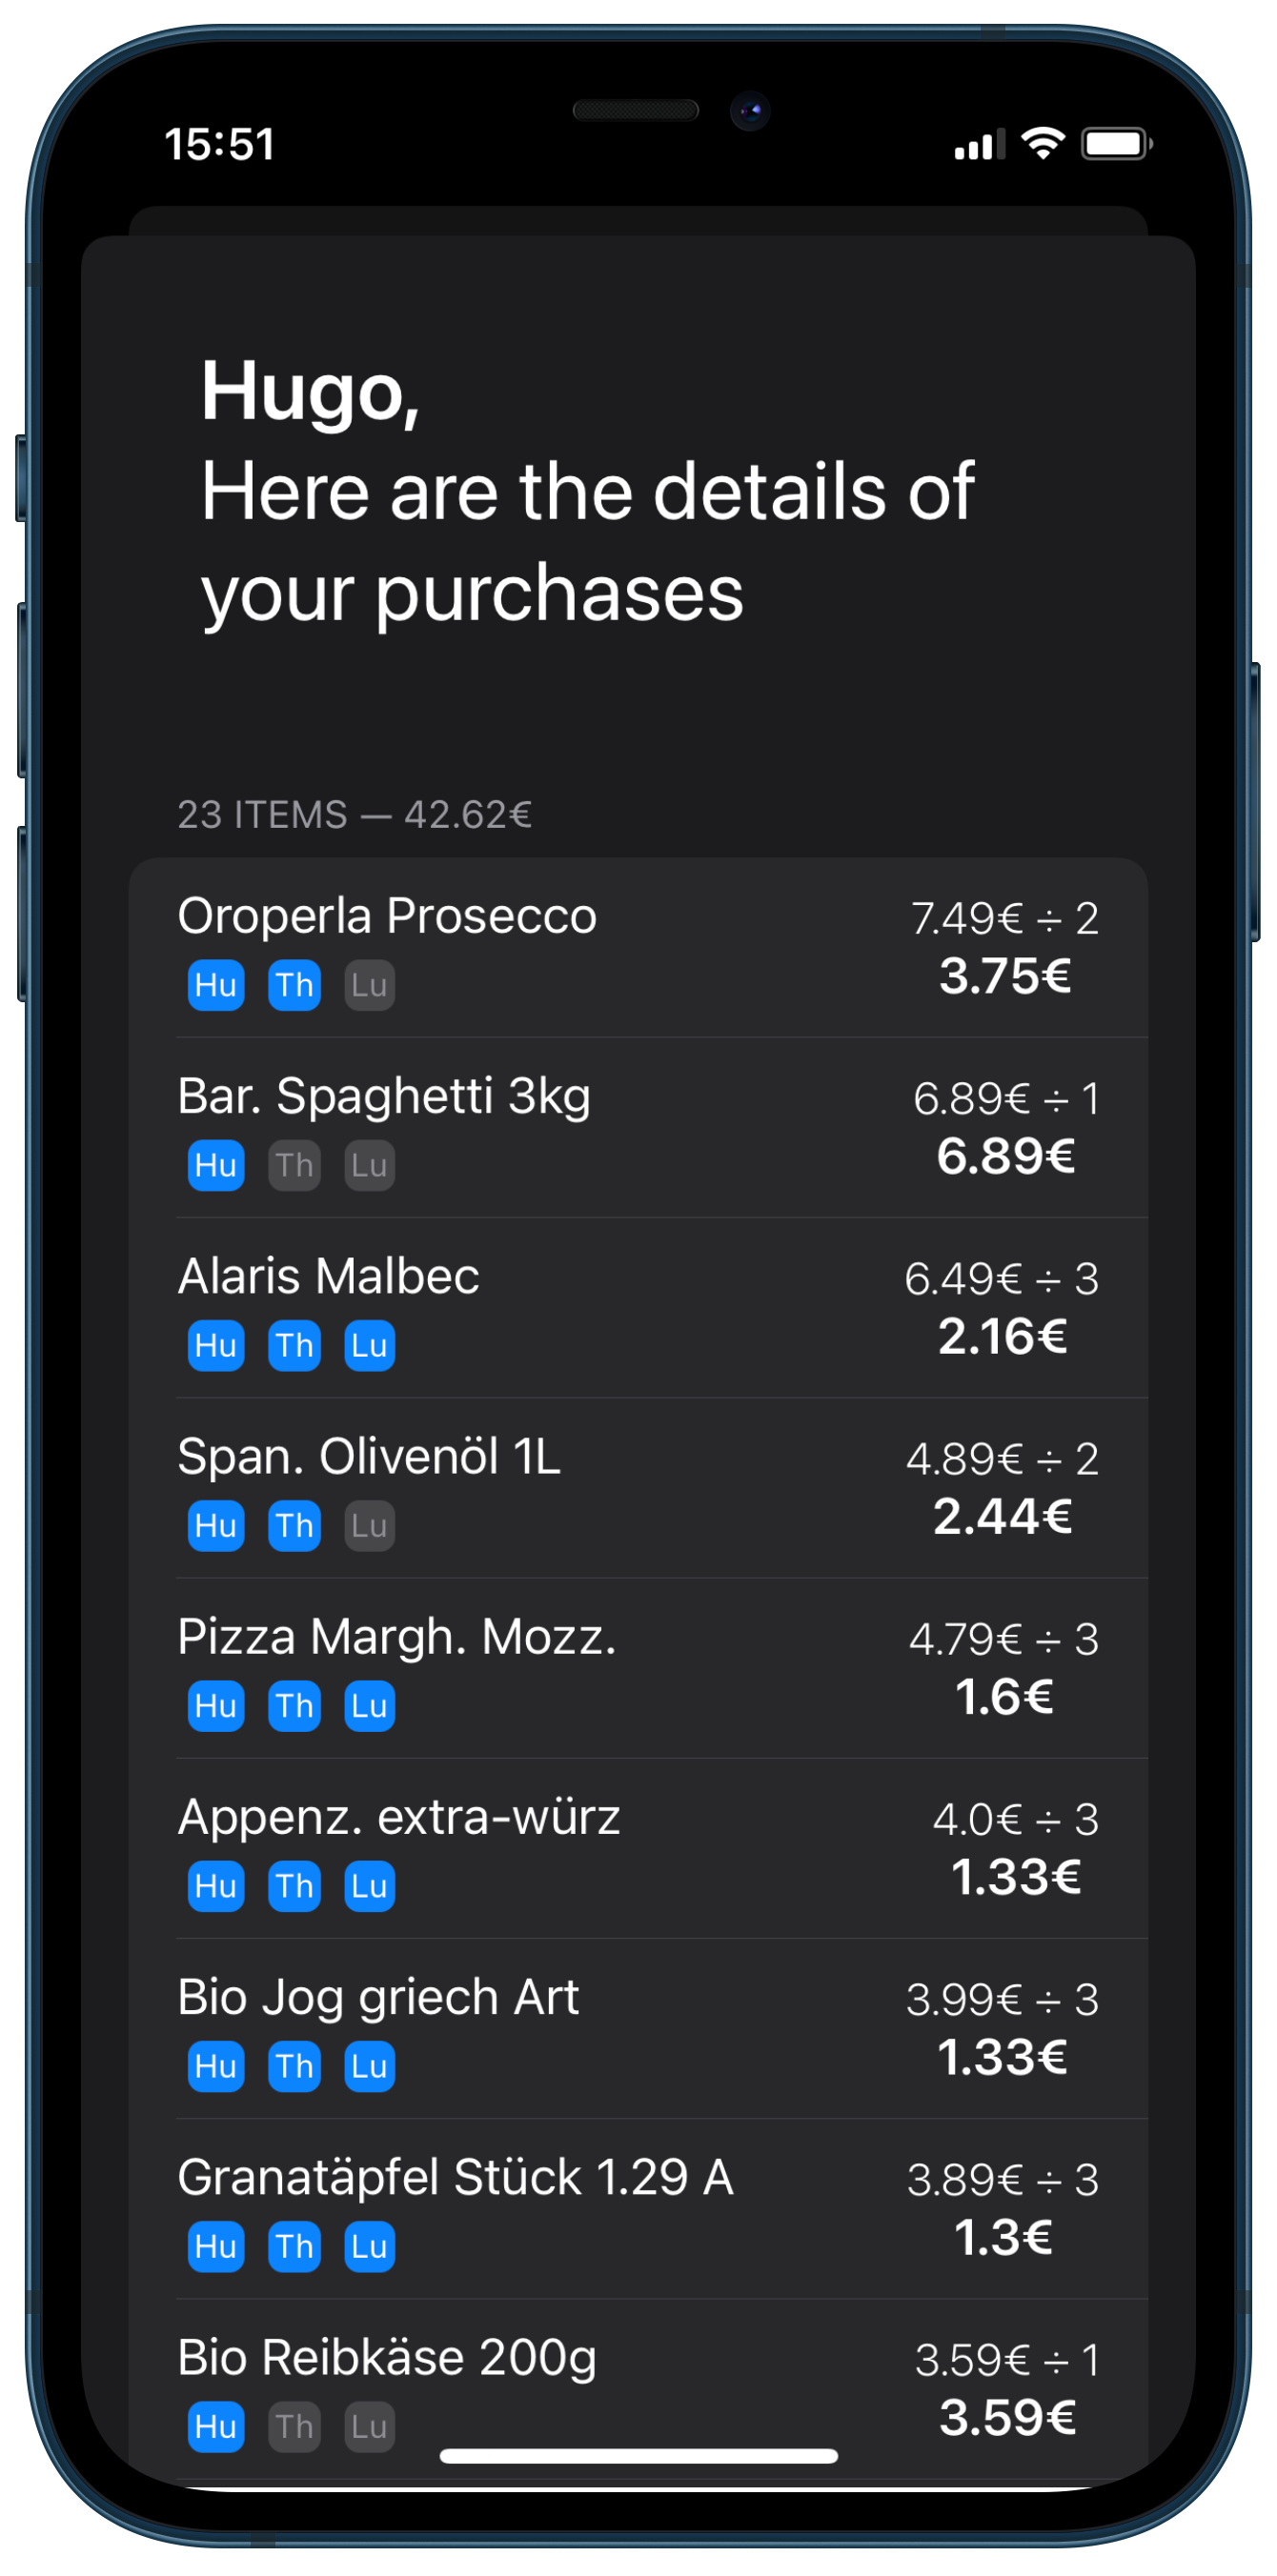 15:51
Hugo,
Here are the details of
your purchases
23 ITEMS — 42.62€
Oroperla Prosecco 7.49€ ÷ 2
Hu Th Lu 3.75€
Bar. Spaghetti 3kg 6.89€ ÷ 1
Hu Th Lu 6.89€
Alaris Malbec 6.49€ ÷ 3
Hu Th Lu 2.16€
Span. Olivenöl 1L 4.89€ ÷ 2
Hu Th Lu 2.44€
Pizza Margh. Mozz. 4.79€ ÷ 3
Hu Th Lu 1.6€
Appenz. extra-würz 4.0€ ÷ 3
Hu Th Lu 1.33€
Bio Jog griech Art 3.99€ ÷ 3
Hu Th Lu 1.33€
Granatäpfel Stück 1.29 A 3.89€ ÷ 3
Hu Th Lu 1.3€
Bio Reibkäse 200g 3.59€ ÷ 1
Hu Th Lu 3.59€